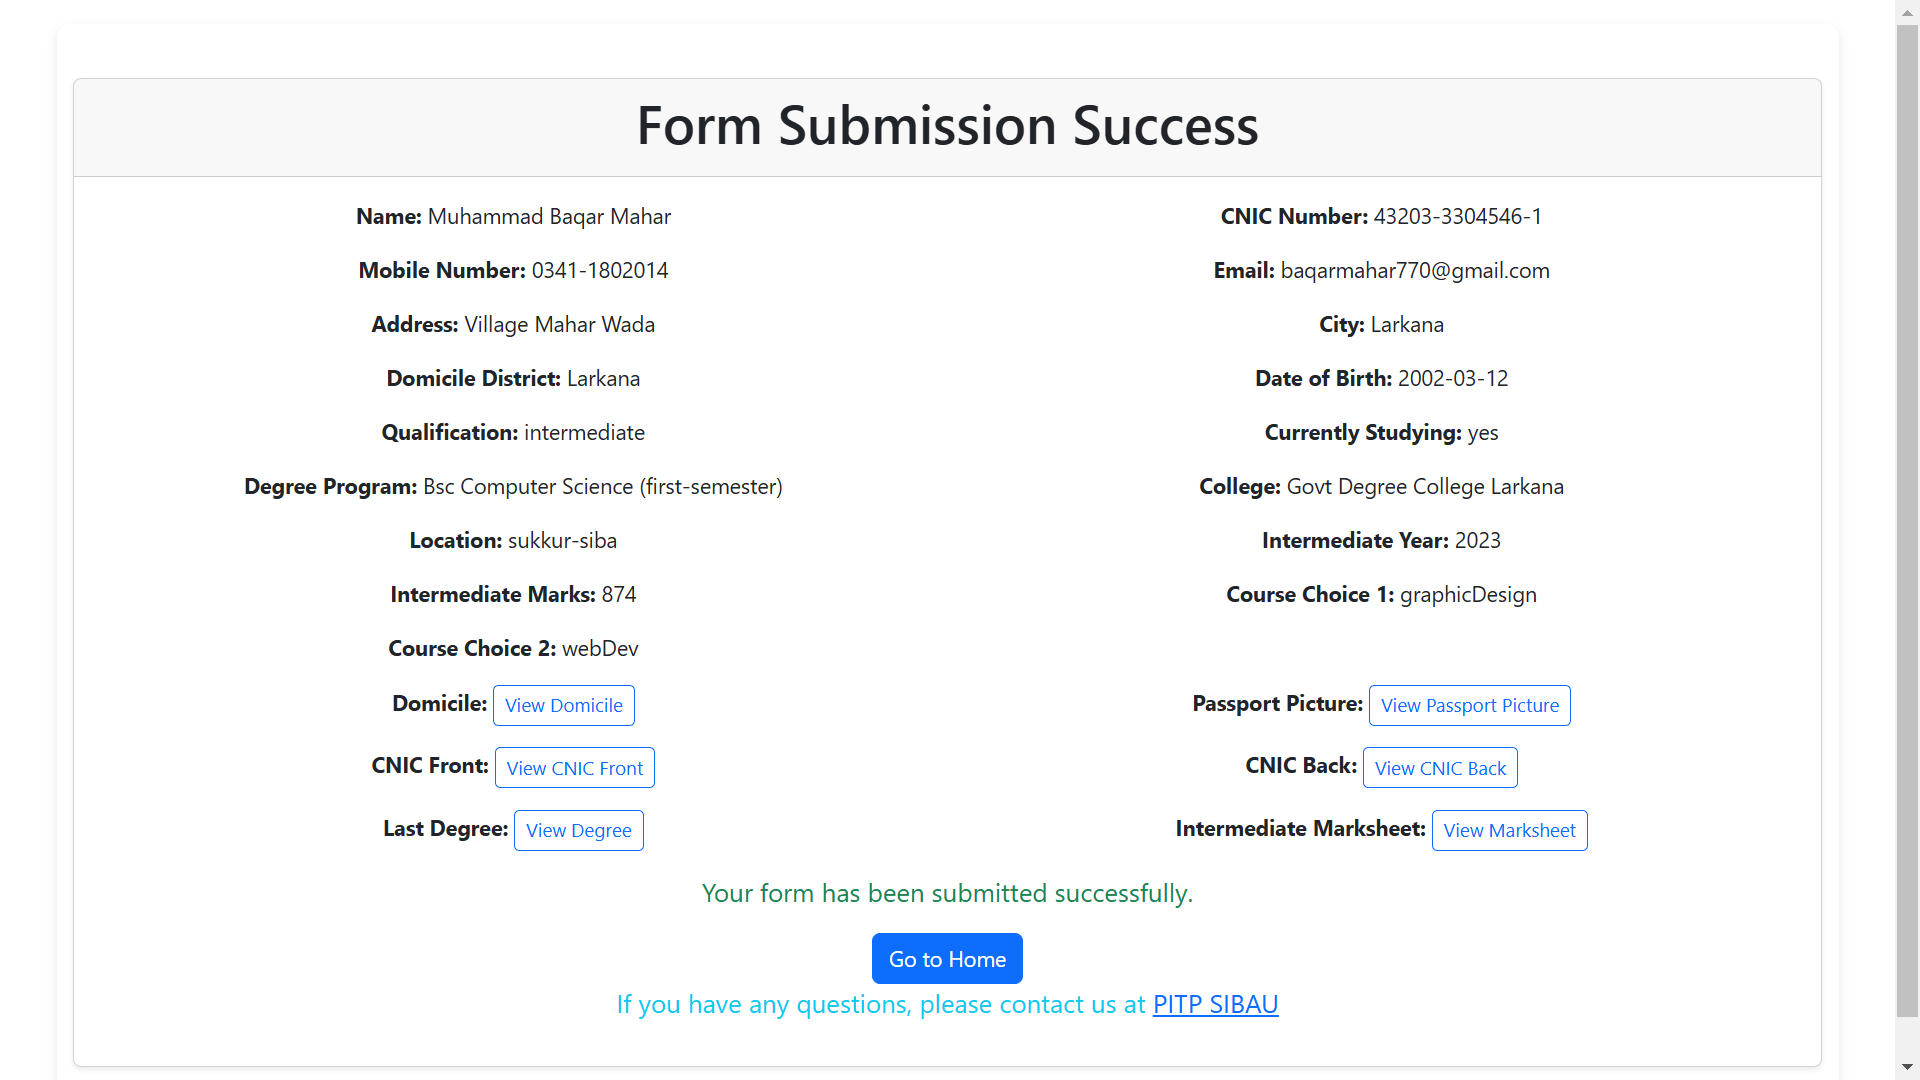 Form Submission Success
Name: Muhammad Baqar Mahar
CNIC Number: 43203-3304546-1
Mobile Number: 0341-1802014
Email: baqarmahar770@gmail.com
Address: Village Mahar Wada
City: Larkana
Domicile District: Larkana
Date of Birth: 2002-03-12
Qualification: intermediate
Currently Studying: yes
Degree Program: Bsc Computer Science (first-semester)
College: Govt Degree College Larkana
Location: sukkur-siba
Intermediate Year: 2023
Intermediate Marks: 874
Course Choice 1: graphicDesign
Course Choice 2: webDev
Domicile: View Domicile
Passport Picture: View Passport Picture
CNIC Front: View CNIC Front
CNIC Back: View CNIC Back
Last Degree: View Degree
Intermediate Marksheet: View Marksheet
Your form has been submitted successfully.
Go to Home
If you have any questions, please contact us at PITP SIBAU